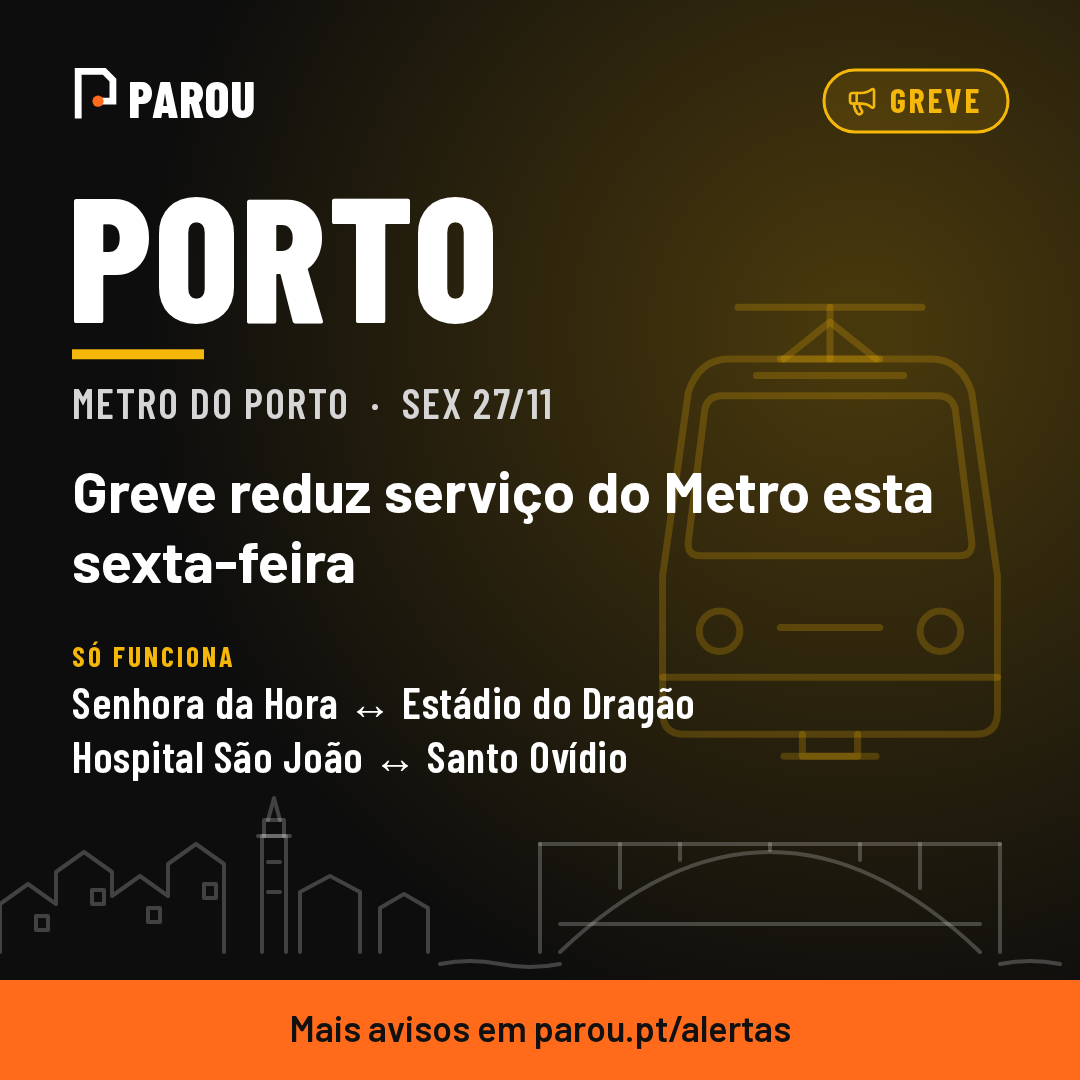 PAROU
GREVE
PORTO
METRO DO PORTO · SEX 27/11
Greve reduz serviço do Metro esta
sexta-feira
SÓ FUNCIONA
Senhora da Hora ↔ Estádio do Dragão
Hospital São João ↔ Santo Ovídio
Mais avisos em parou.pt/alertas